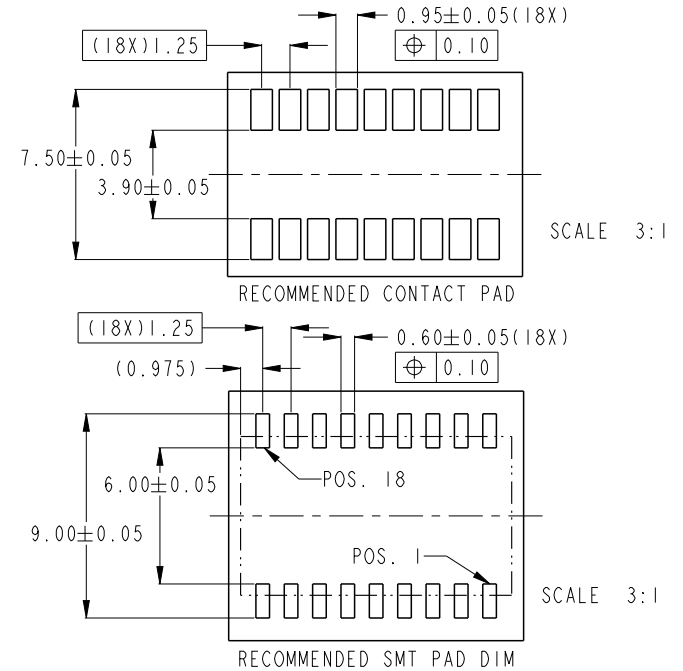 0.95±0.05(18X)
(18X)1.25
⌖ 0.10
7.50±0.05
3.90±0.05
SCALE 3:1
RECOMMENDED CONTACT PAD
(18X)1.25
0.60±0.05(18X)
(0.975)
⌖ 0.10
POS. 18
6.00±0.05
9.00±0.05
POS. 1
SCALE 3:1
RECOMMENDED SMT PAD DIM